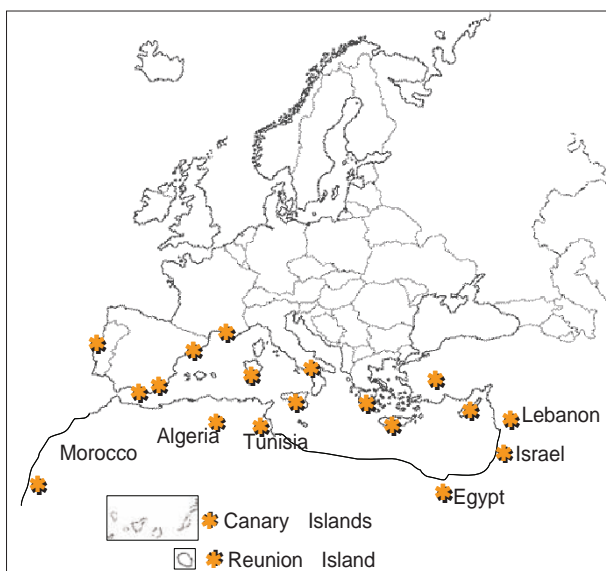 Lebanon
Algeria
Tunisia
Morocco
Israel
Egypt
Canary Islands
Reunion Island